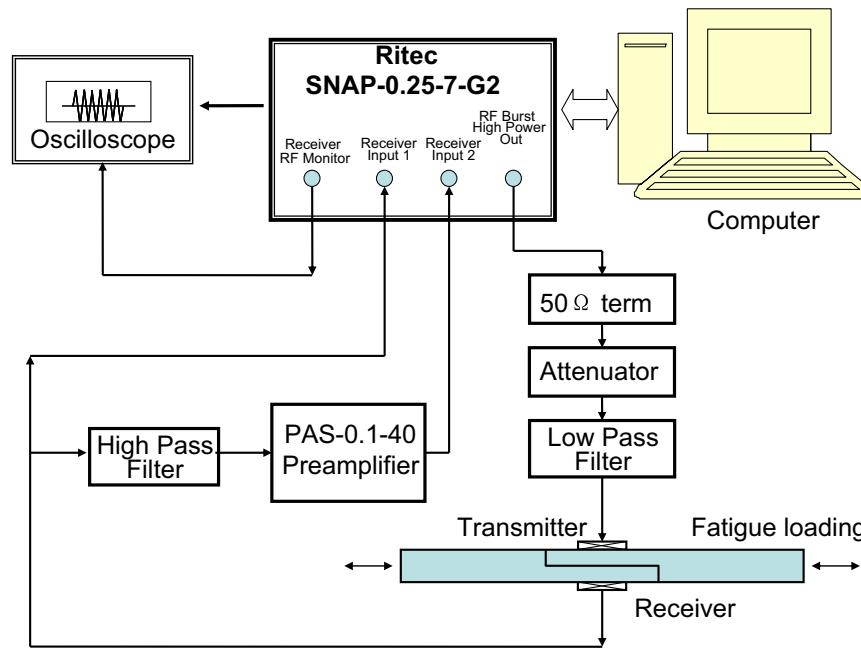 Ritec
SNAP-0.25-7-G2
Oscilloscope
Receiver
RF Monitor
Receiver
Input 1
Receiver
Input 2
RF Burst
High Power
Out
Computer
50 Ω term
Attenuator
Low Pass
Filter
High Pass
Filter
PAS-0.1-40
Preamplifier
Transmitter
Fatigue loading
Receiver